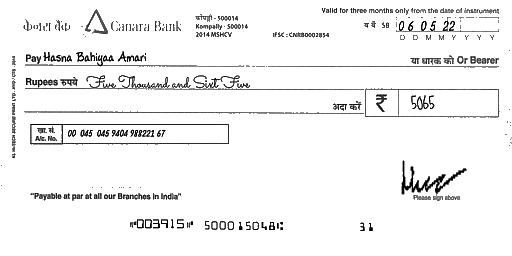 केनरा बैंक Canara Bank
कोंपल्ली - 500014
Kompally - 500014
2014 MSHCV
IFSC : CNRB0002854
Valid for three months only from the date of instrument
SB 06 05 22
D D M M Y Y Y Y
Pay Hasna Bahiyaa Amari या धारक को Or Bearer
Rupees रुपये Five Thousand and Sixt Five
अदा करें ₹ 5065
खा. सं.
A/c. No. 00 045 045 9404 988221 67
Please sign above
"Payable at par at all our Branches in India"
⑈003915⑈ 500015048⑆ 31